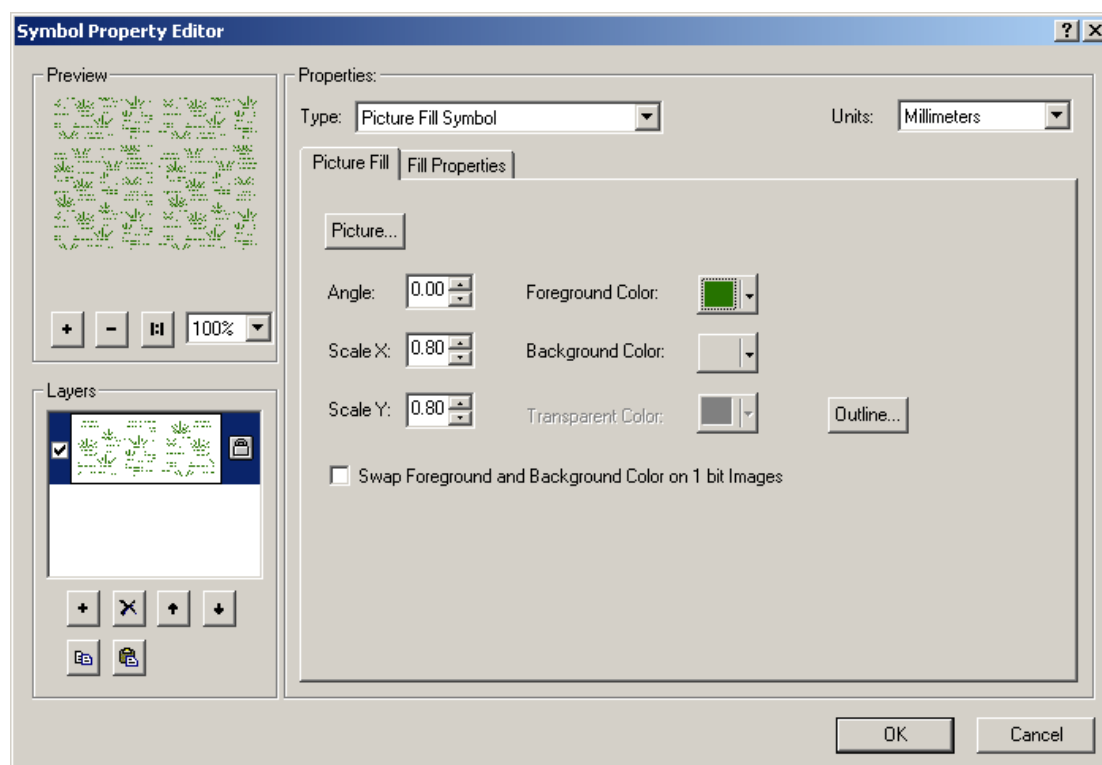 Symbol Property Editor
Preview
Properties:
Type: Picture Fill Symbol
Units: Millimeters
Picture Fill
Fill Properties
Picture...
Angle: 0.00
Foreground Color:
100%
Scale X: 0.80
Background Color:
Layers
Scale Y: 0.80
Transparent Color:
Outline...
Swap Foreground and Background Color on 1 bit Images
OK
Cancel